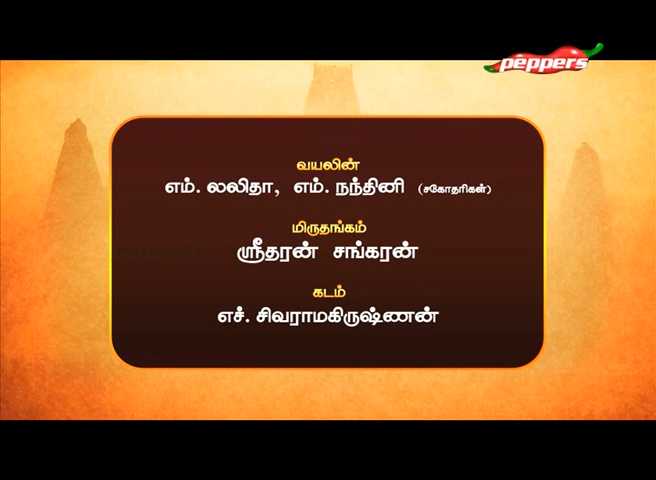 peppers
வயலின்
எம். லலிதா, எம். நந்தினி (சகோதரிகள்)
மிருதங்கம்
ஸ்ரீதரன் சங்கரன்
கடம்
எச். சிவராமகிருஷ்ணன்